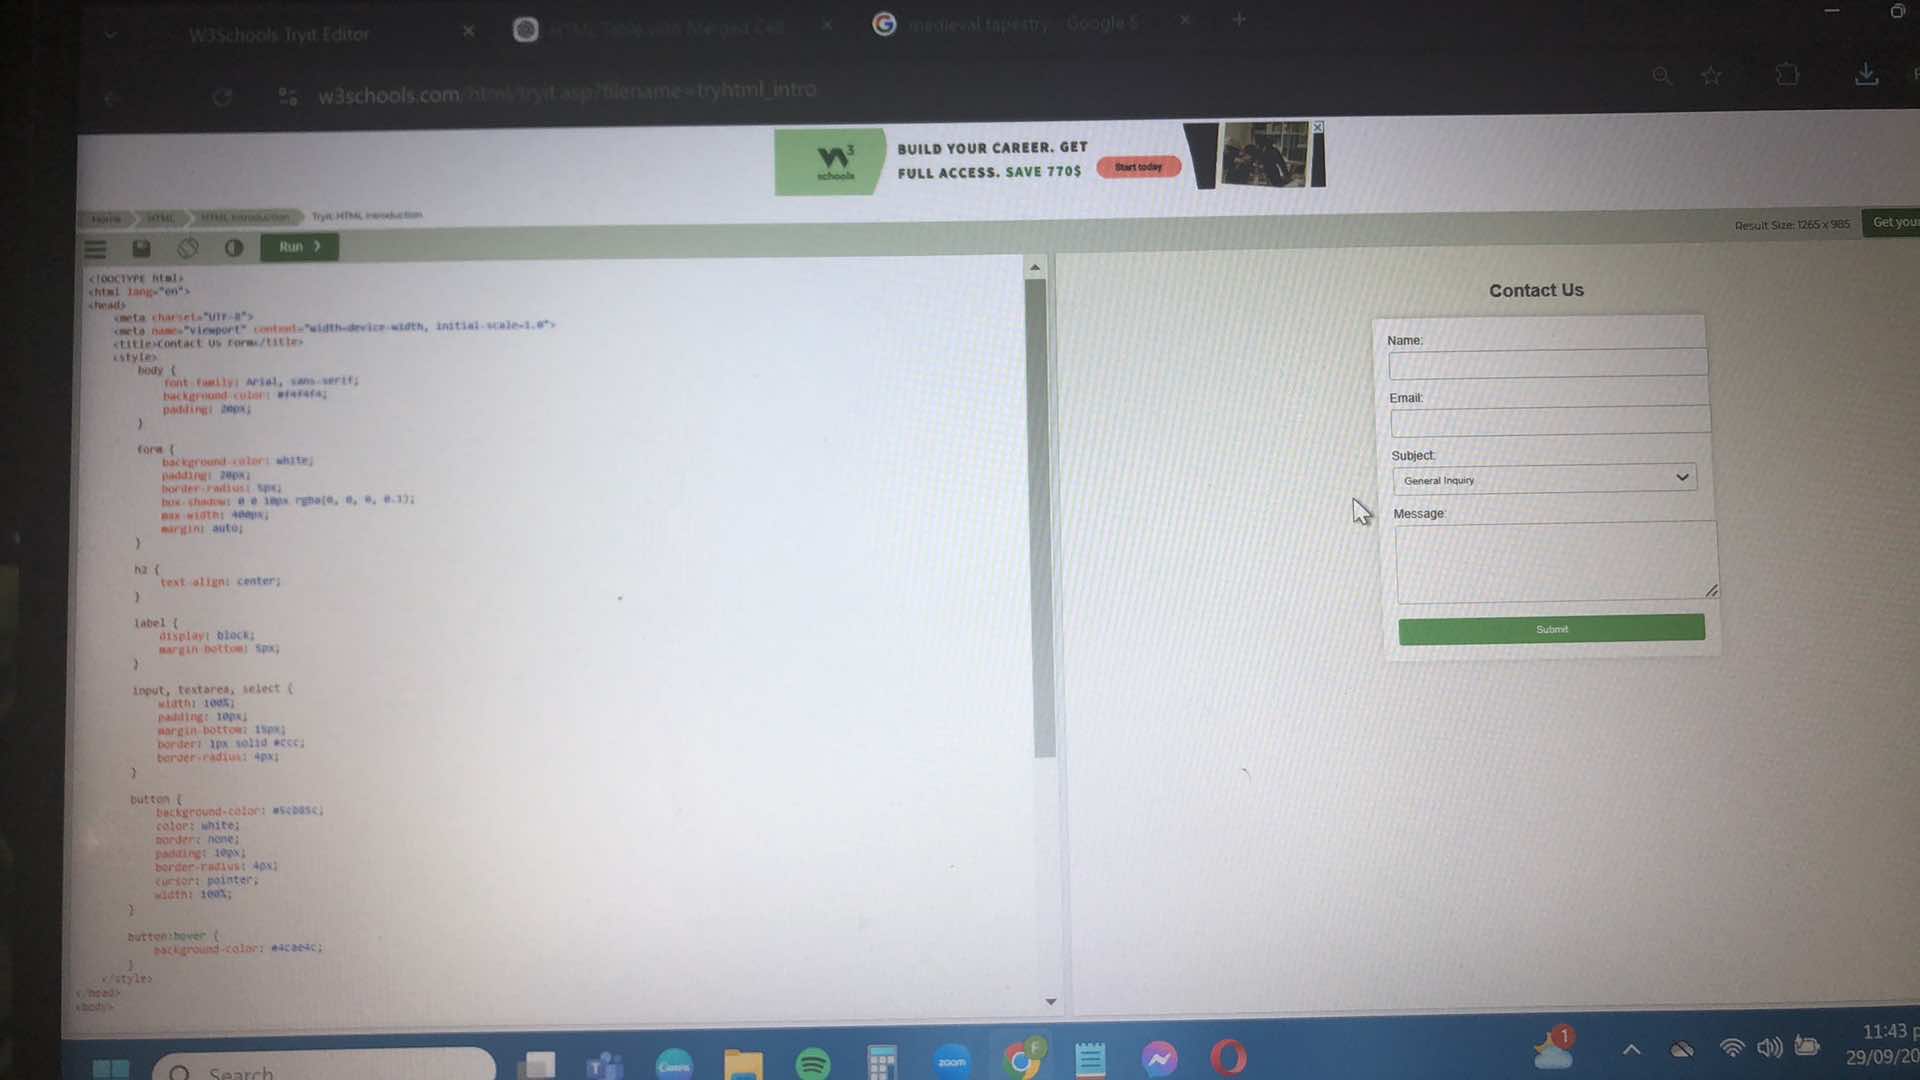 W3Schools Tryit Editor
HTML Table with Merged Cell
medieval tapestry - Google S
w3schools.com/html/tryit.asp?filename=tryhtml_intro
W3
schools
BUILD YOUR CAREER. GET
FULL ACCESS. SAVE 770$
Start today
Home
HTML
HTML Introduction
Tryit: HTML Introduction
Run ❯
Result Size: 1265 x 985
Get your
<!DOCTYPE html>
<html lang="en">
<head>
<meta charset="UTF-8">
<meta name="viewport" content="width=device-width, initial-scale=1.0">
<title>Contact Us Form</title>
<style>
body {
font-family: Arial, sans-serif;
background-color: #f4f4f4;
padding: 20px;
}
form {
background-color: white;
padding: 20px;
border-radius: 5px;
box-shadow: 0 0 10px rgba(0, 0, 0, 0.1);
max-width: 400px;
margin: auto;
}
h2 {
text-align: center;
}
label {
display: block;
margin-bottom: 5px;
}
input, textarea, select {
width: 100%;
padding: 10px;
margin-bottom: 15px;
border: 1px solid #ccc;
border-radius: 4px;
}
button {
background-color: #5cb85c;
color: white;
border: none;
padding: 10px;
border-radius: 4px;
cursor: pointer;
width: 100%;
}
button:hover {
background-color: #4cae4c;
}
</style>
</head>
<body>
Contact Us
Name:
Email:
Subject:
General Inquiry
Message:
Submit
Search
Canva
zoom
F
1
11:43 p
29/09/20